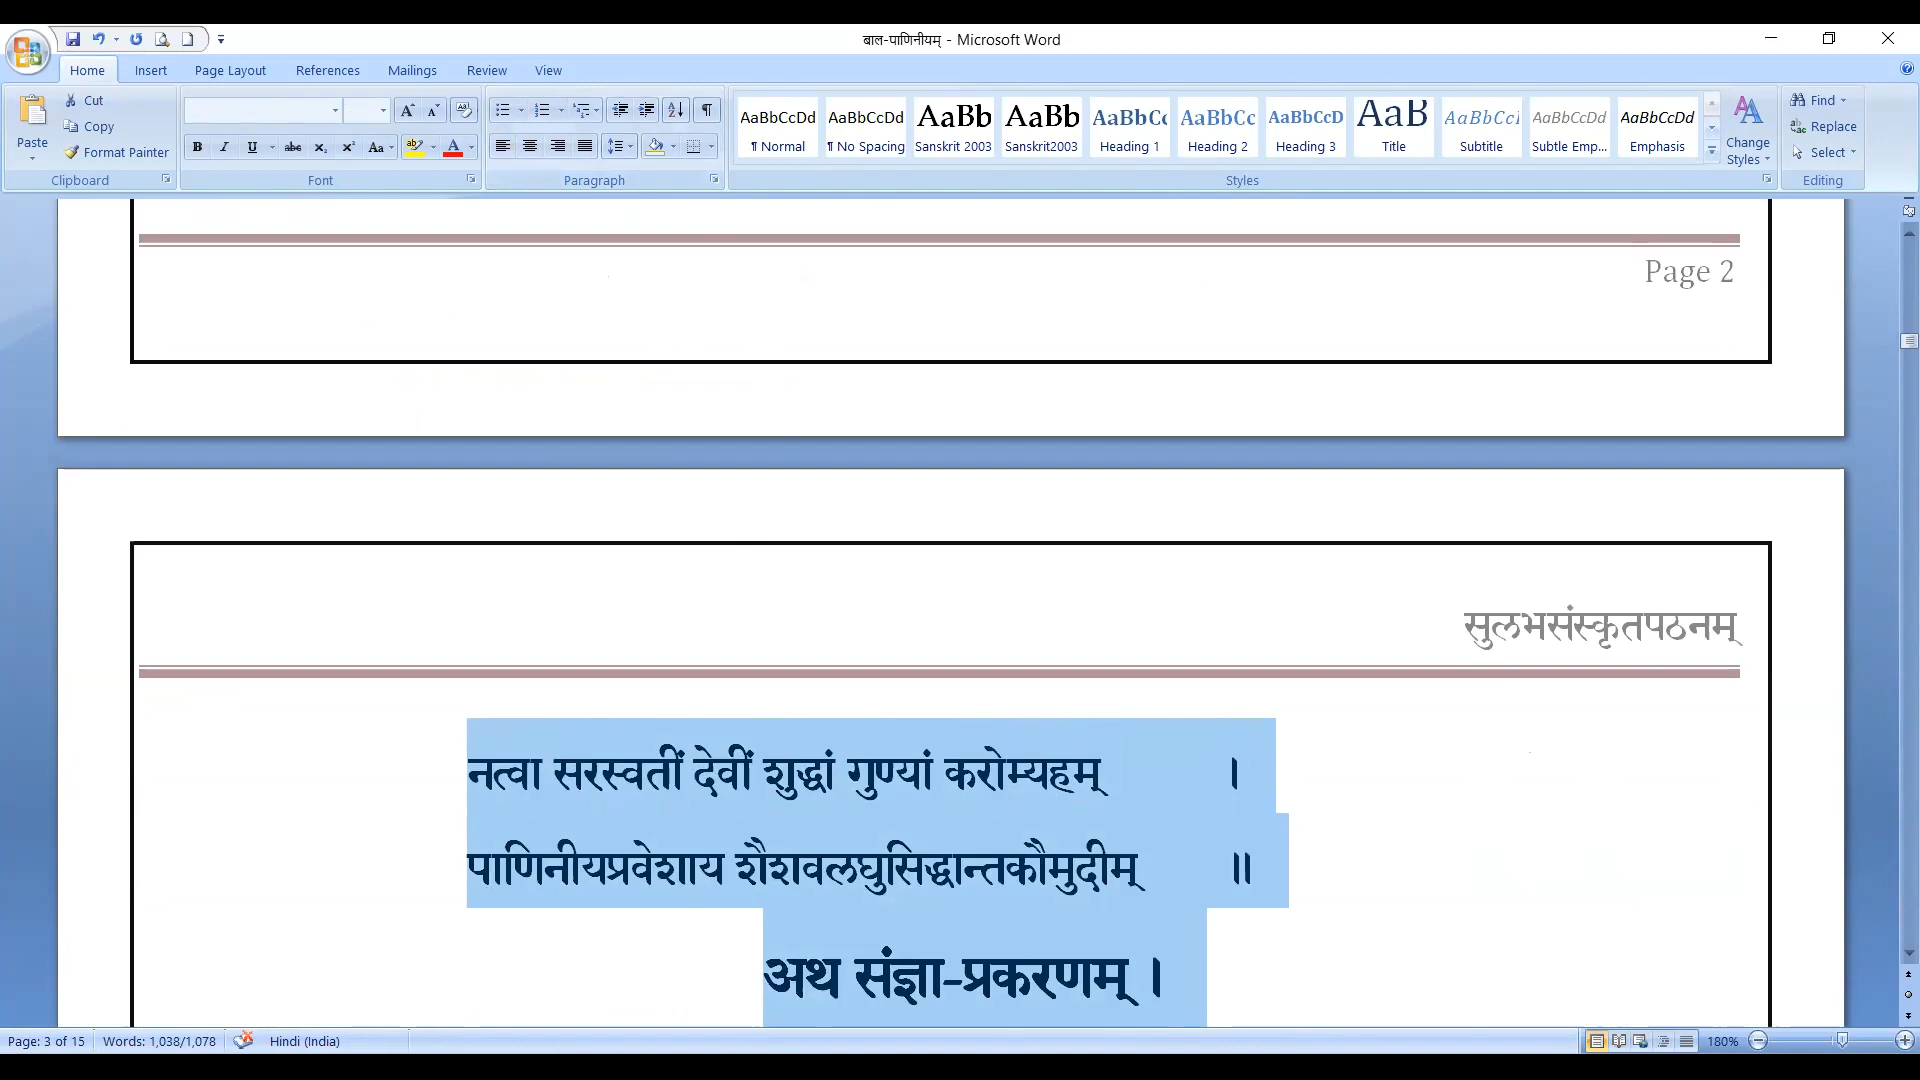 बाल-पाणिनीयम् - Microsoft Word
Home Insert Page Layout References Mailings Review View
Paste
Cut
Copy
Format Painter
Clipboard
Font
Paragraph
AaBbCcDd ¶ Normal
AaBbCcDd ¶ No Spacing
AaBb Sanskrit 2003
AaBb Sanskrit2003
AaBbCc Heading 1
AaBbCc Heading 2
AaBbCcD Heading 3
AaB Title
AaBbCcI Subtitle
AaBbCcDd Subtle Emp...
AaBbCcDd Emphasis
Change Styles
Styles
Find
Replace
Select
Editing
Page 2
सुलभसंस्कृतपठनम्
नत्वा सरस्वतीं देवीं शुद्धां गुण्यां करोम्यहम् ।
पाणिनीयप्रवेशाय शैशवलघुसिद्धान्तकौमुदीम् ॥
अथ संज्ञा-प्रकरणम् ।
Page: 3 of 15 Words: 1,038/1,078 Hindi (India) 180%